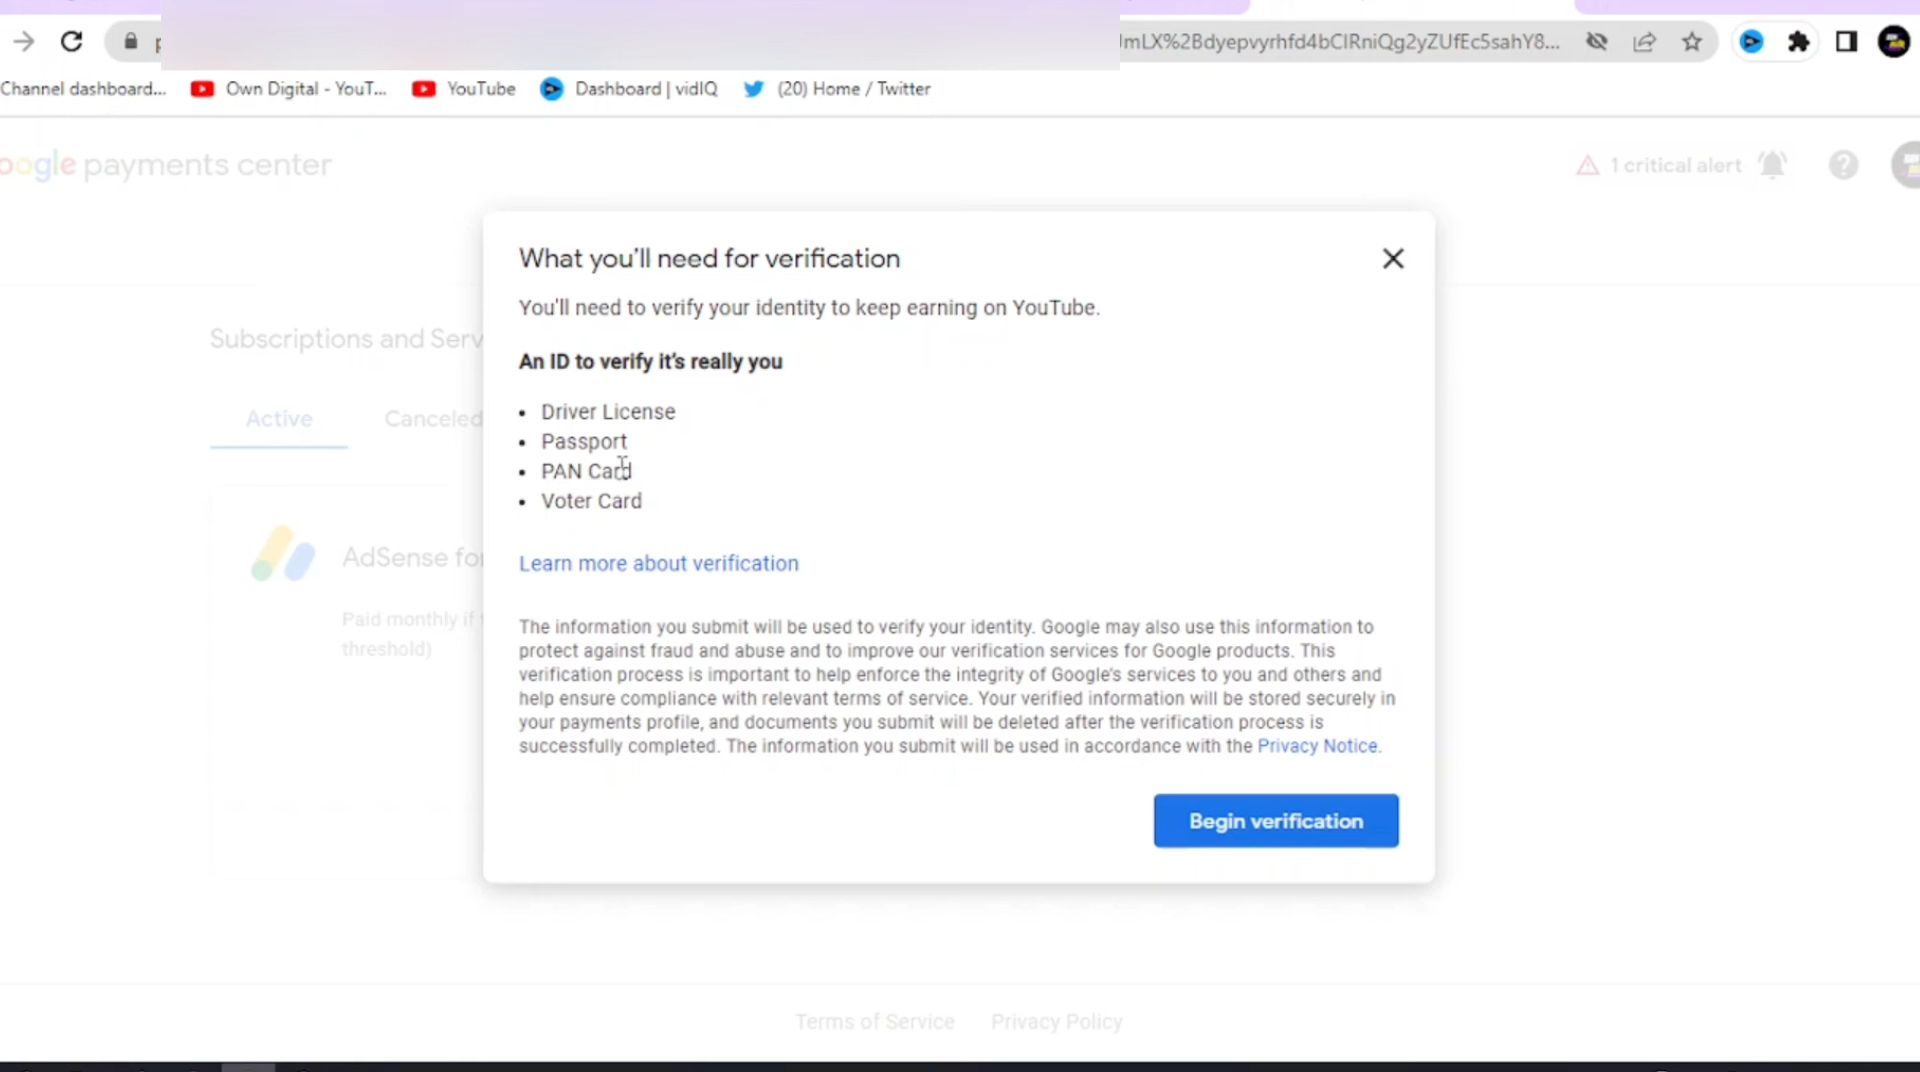 JmLX%2Bdyepvyrhfd4bCIRniQg2yZUfEc5sahY8...
Channel dashboard... Own Digital - YouT... YouTube Dashboard | vidIQ (20) Home / Twitter
oogle payments center 1 critical alert
What you'll need for verification
You'll need to verify your identity to keep earning on YouTube.
Subscriptions and Serv
An ID to verify it's really you
Active Canceled
• Driver License
• Passport
• PAN Card
• Voter Card
AdSense for
Learn more about verification
Paid monthly if
threshold)
The information you submit will be used to verify your identity. Google may also use this information to
protect against fraud and abuse and to improve our verification services for Google products. This
verification process is important to help enforce the integrity of Google's services to you and others and
help ensure compliance with relevant terms of service. Your verified information will be stored securely in
your payments profile, and documents you submit will be deleted after the verification process is
successfully completed. The information you submit will be used in accordance with the Privacy Notice.
Begin verification
Terms of Service Privacy Policy